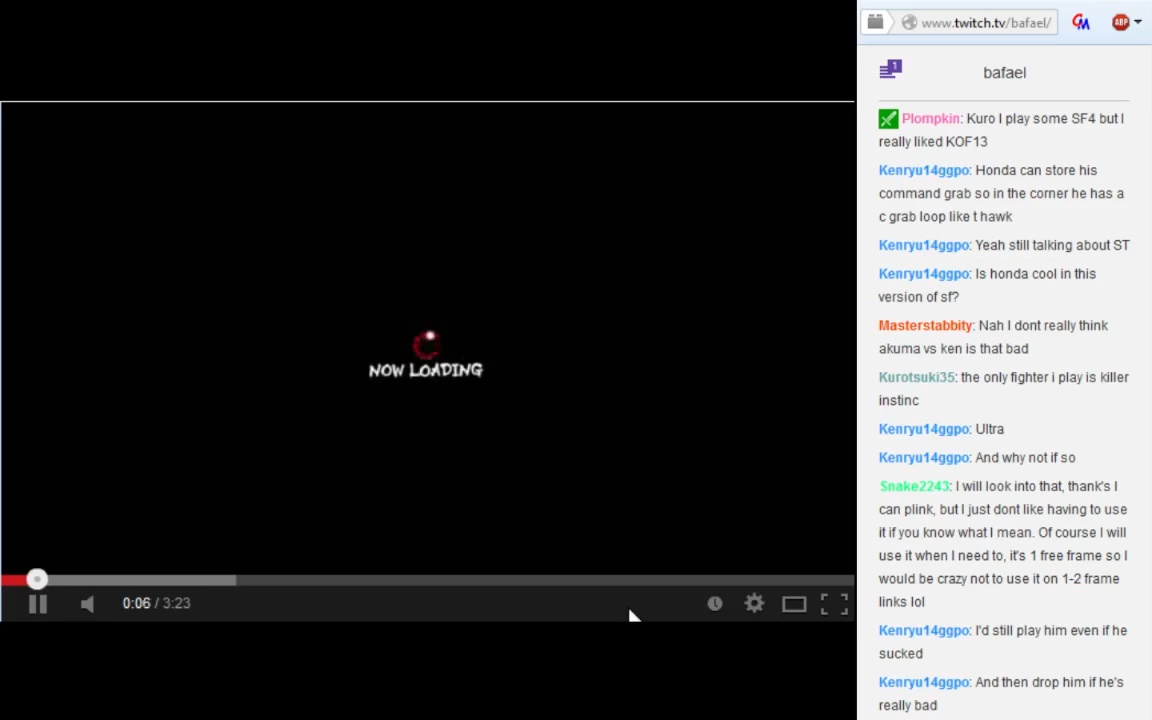 NOW LOADING
0:06 / 3:23
www.twitch.tv/bafael/
GM
ABP
1
bafael
Plompkin: Kuro I play some SF4 but I
really liked KOF13
Kenryu14ggpo: Honda can store his
command grab so in the corner he has a
c grab loop like t hawk
Kenryu14ggpo: Yeah still talking about ST
Kenryu14ggpo: Is honda cool in this
version of sf?
Masterstabbity: Nah I dont really think
akuma vs ken is that bad
Kurotsuki35: the only fighter i play is killer
instinc
Kenryu14ggpo: Ultra
Kenryu14ggpo: And why not if so
Snake2243: I will look into that, thank's I
can plink, but I just dont like having to use
it if you know what I mean. Of course I will
use it when I need to, it's 1 free frame so I
would be crazy not to use it on 1-2 frame
links lol
Kenryu14ggpo: I'd still play him even if he
sucked
Kenryu14ggpo: And then drop him if he's
really bad